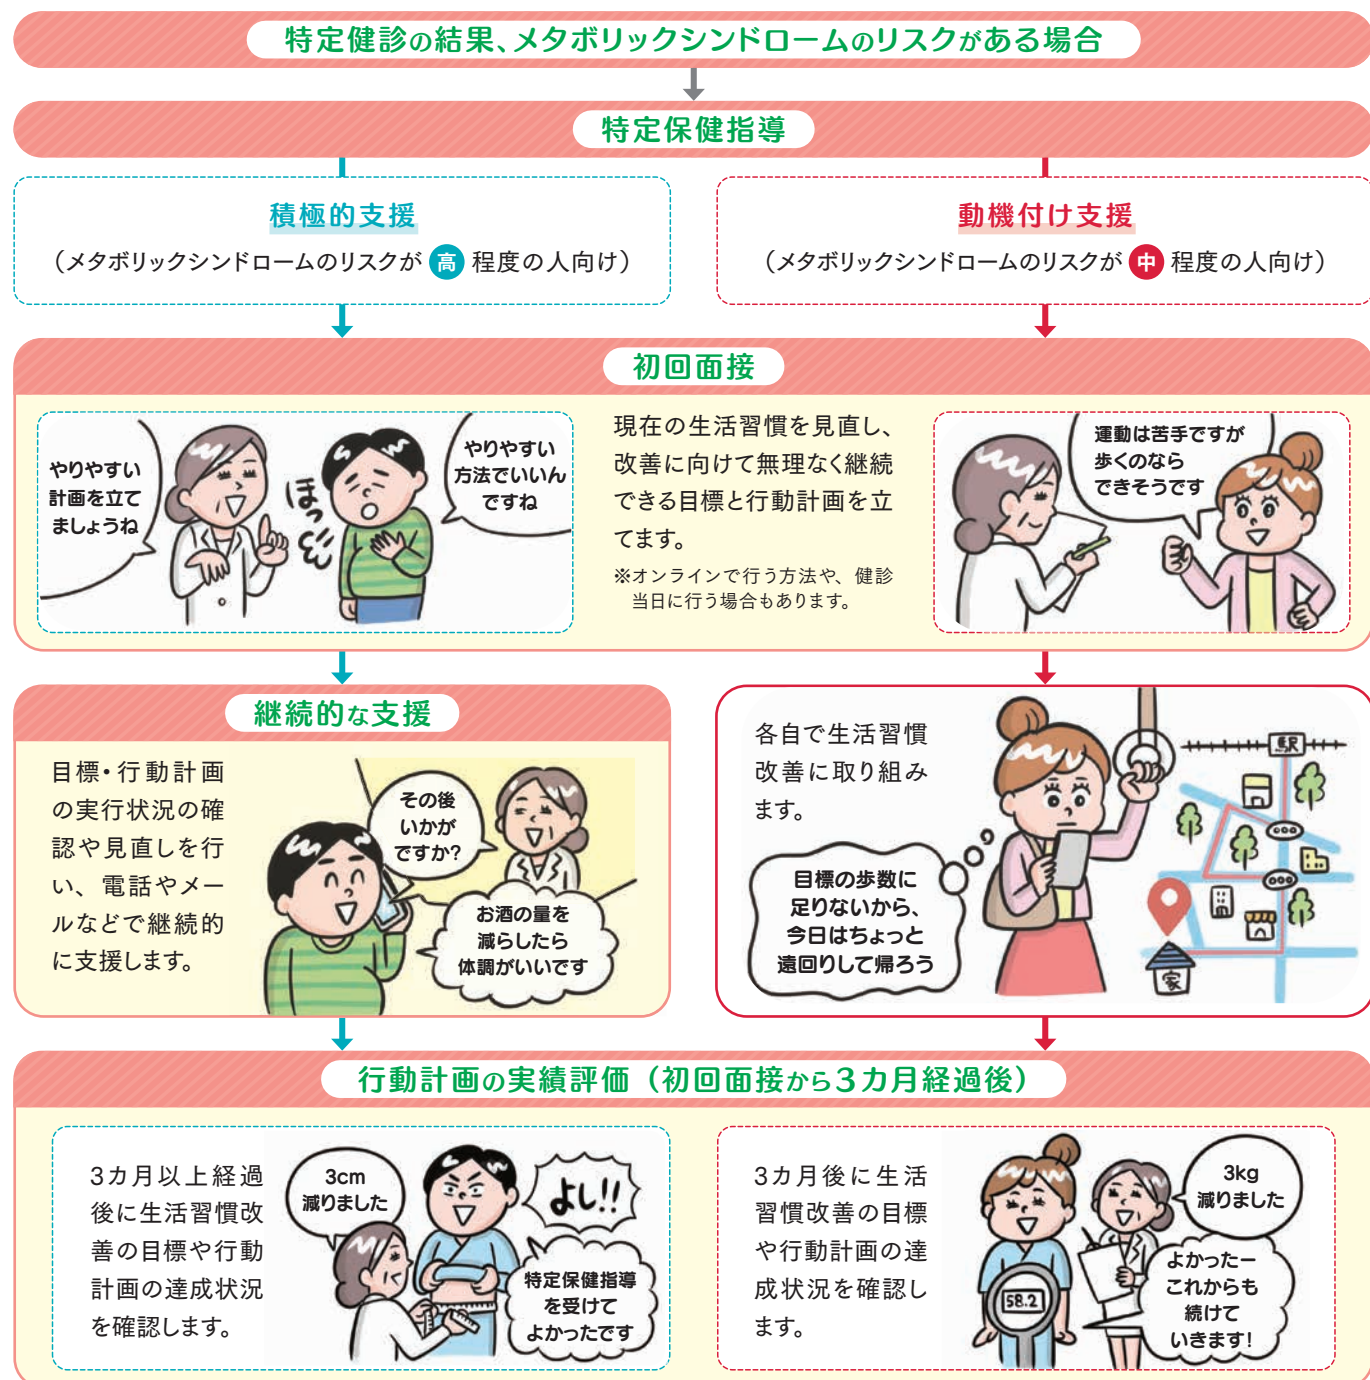 特定健診の結果、メタボリックシンドロームのリスクがある場合
特定保健指導
積極的支援
(メタボリックシンドロームのリスクが 高 程度の人向け)
動機付け支援
(メタボリックシンドロームのリスクが 中 程度の人向け)
初回面接
やりやすい
計画を立て
ましょうね
ほっ
やりやすい
方法でいいん
ですね
現在の生活習慣を見直し、
改善に向けて無理なく継続
できる目標と行動計画を立
てます。
※オンラインで行う方法や、健診
当日に行う場合もあります。
運動は苦手ですが
歩くのなら
できそうです
継続的な支援
目標・行動計画
の実行状況の確
認や見直しを行
い、電話やメー
ルなどで継続的
に支援します。
その後
いかが
ですか?
お酒の量を
減らしたら
体調がいいです
各自で生活習慣
改善に取り組み
ます。
目標の歩数に
足りないから、
今日はちょっと
遠回りして帰ろう
駅
家
行動計画の実績評価(初回面接から3カ月経過後)
3カ月以上経過
後に生活習慣改
善の目標や行動
計画の達成状況
を確認します。
3cm
減りました
よし!!
特定保健指導
を受けて
よかったです
3カ月後に生活
習慣改善の目標
や行動計画の達
成状況を確認し
ます。
58.2
3kg
減りました
よかったー
これからも
続けて
いきます!